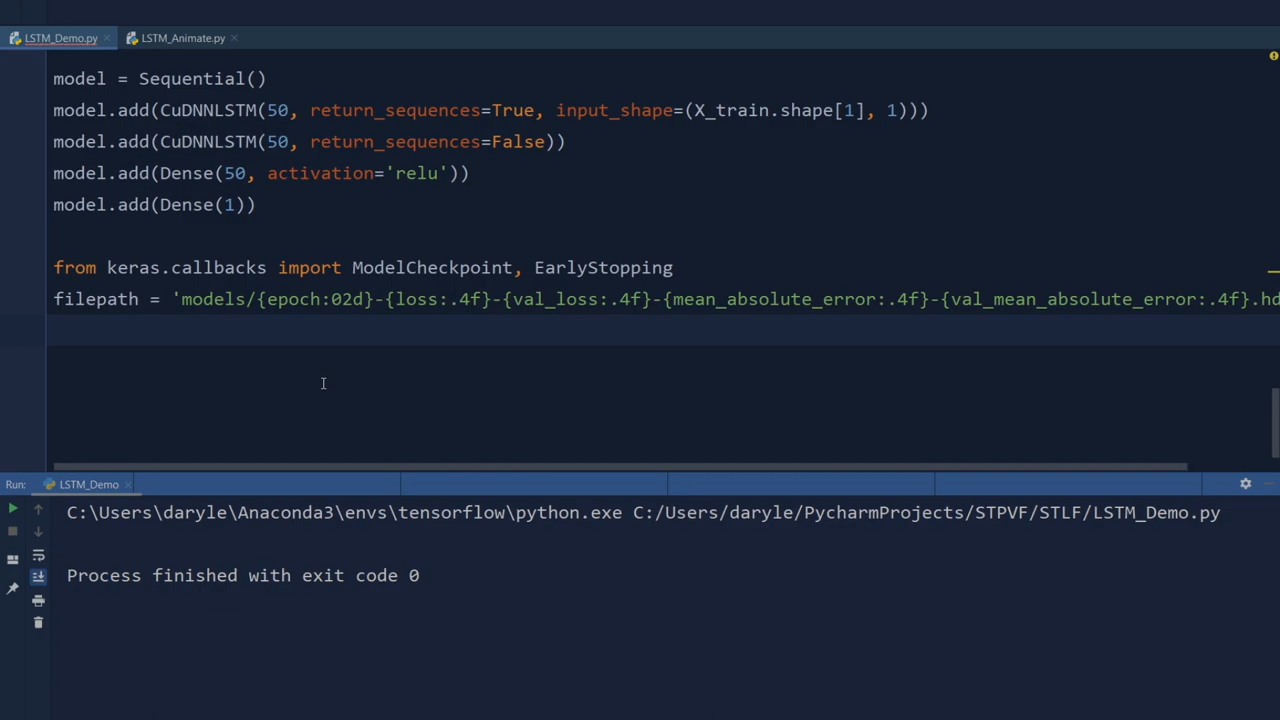 LSTM_Demo.py
LSTM_Animate.py
model = Sequential()
model.add(CuDNNLSTM(50, return_sequences=True, input_shape=(X_train.shape[1], 1)))
model.add(CuDNNLSTM(50, return_sequences=False))
model.add(Dense(50, activation='relu'))
model.add(Dense(1))
from keras.callbacks import ModelCheckpoint, EarlyStopping
filepath = 'models/{epoch:02d}-{loss:.4f}-{val_loss:.4f}-{mean_absolute_error:.4f}-{val_mean_absolute_error:.4f}.hd
Run: LSTM_Demo
C:\Users\daryle\Anaconda3\envs\tensorflow\python.exe C:/Users/daryle/PycharmProjects/STPVF/STLF/LSTM_Demo.py
Process finished with exit code 0